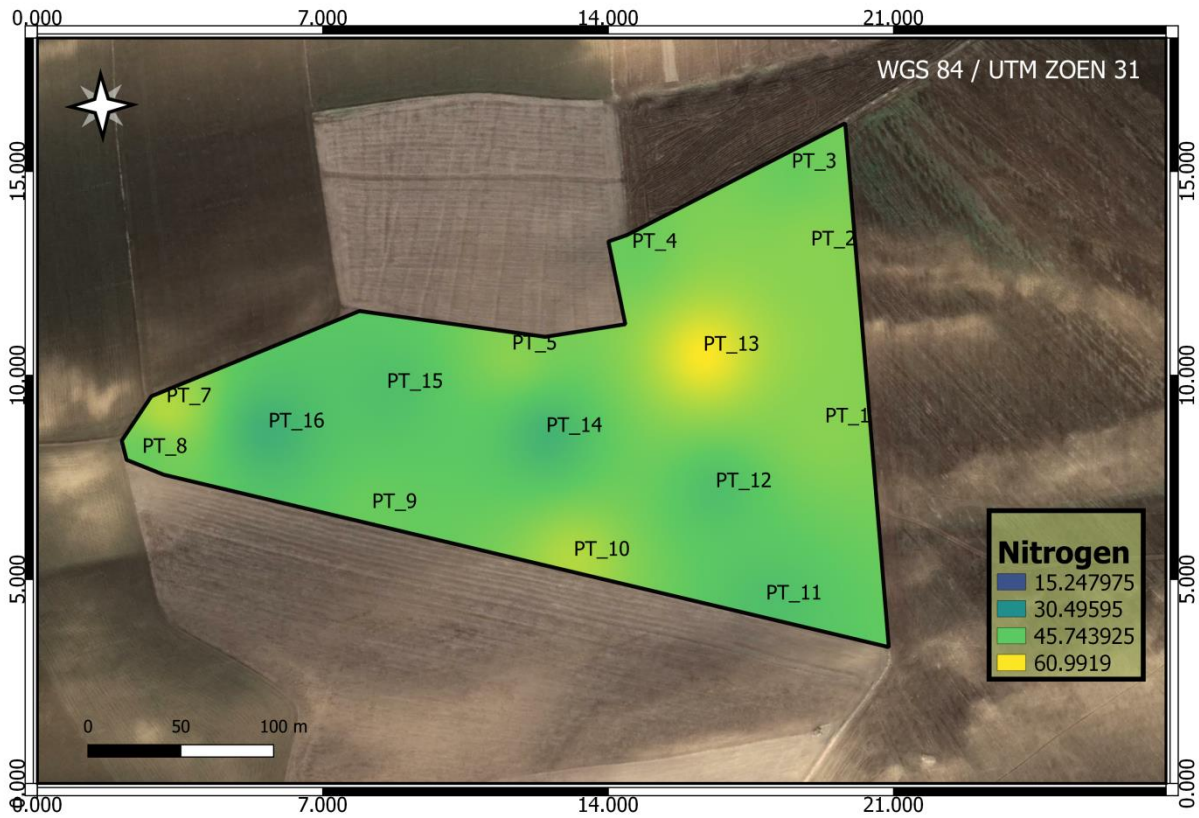 0.000 7.000 14.000 21.000
WGS 84 / UTM ZOEN 31
15.000 15.000
10.000 10.000
5.000 5.000
0.000 0.000
PT_3
PT_2
PT_4
PT_13
PT_5
PT_15
PT_7
PT_1
PT_16
PT_14
PT_8
PT_12
PT_9
PT_10
PT_11
Nitrogen
15.247975
30.49595
45.743925
60.9919
0 50 100 m
0.000 7.000 14.000 21.000